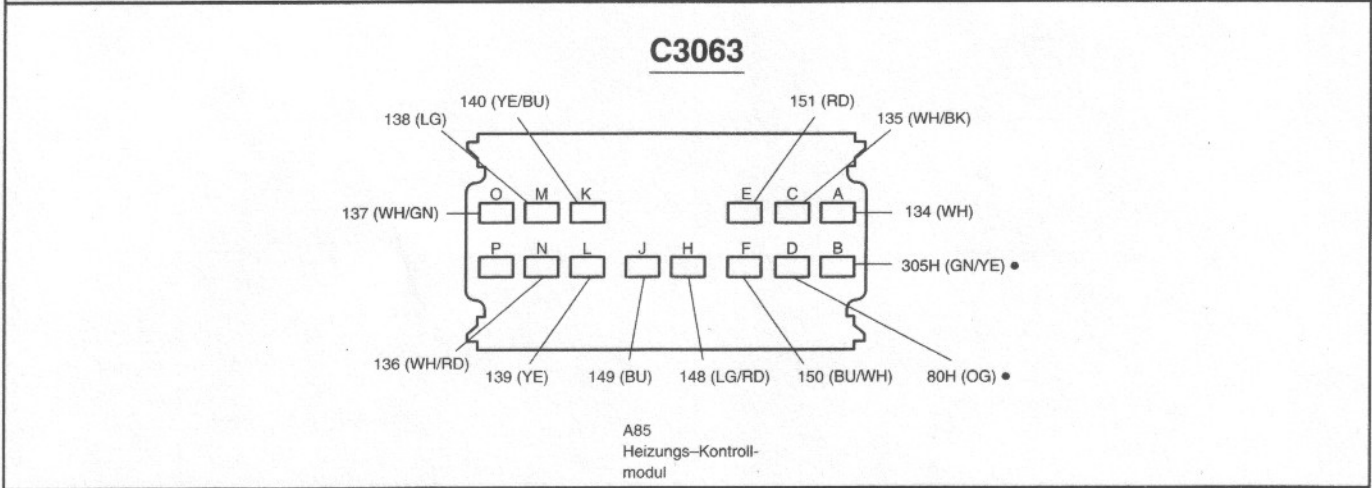 C3063
140 (YE/BU)
151 (RD)
138 (LG)
135 (WH/BK)
O M K E C A
137 (WH/GN)
134 (WH)
P N L J H F D B
305H (GN/YE) ●
136 (WH/RD)
139 (YE)
149 (BU)
148 (LG/RD)
150 (BU/WH)
80H (OG) ●
A85
Heizungs–Kontroll-
modul